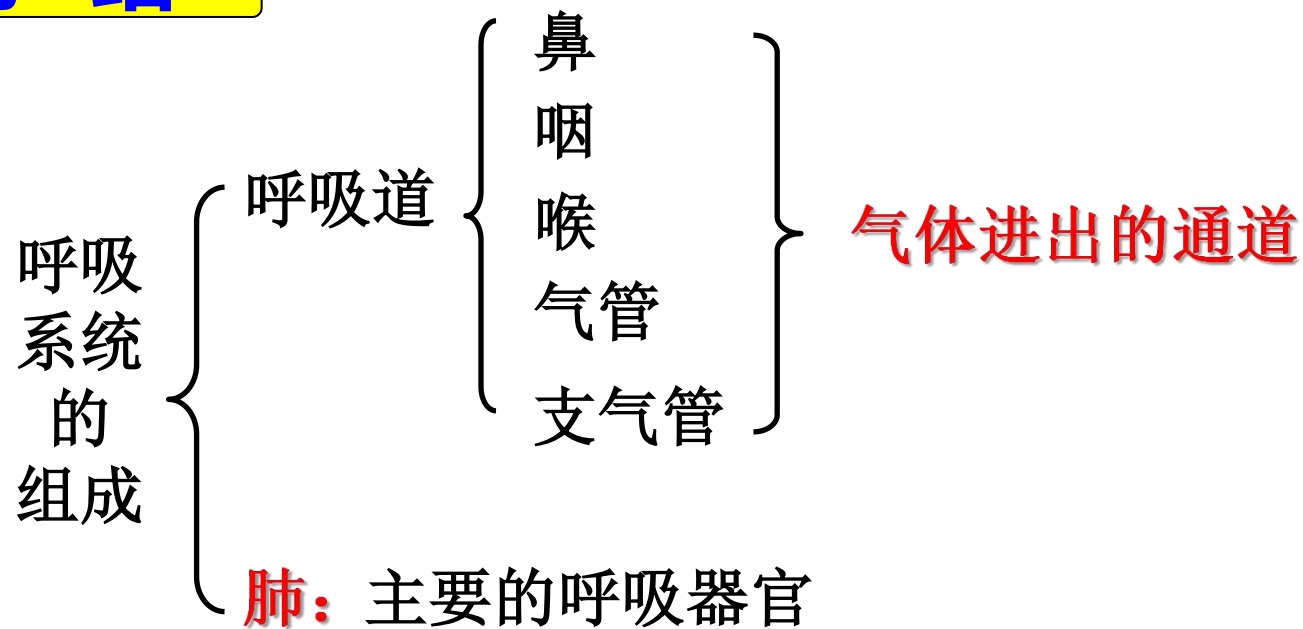 呼吸
系统
的
组成
呼吸道
鼻
咽
喉
气管
支气管
气体进出的通道
肺：主要的呼吸器官